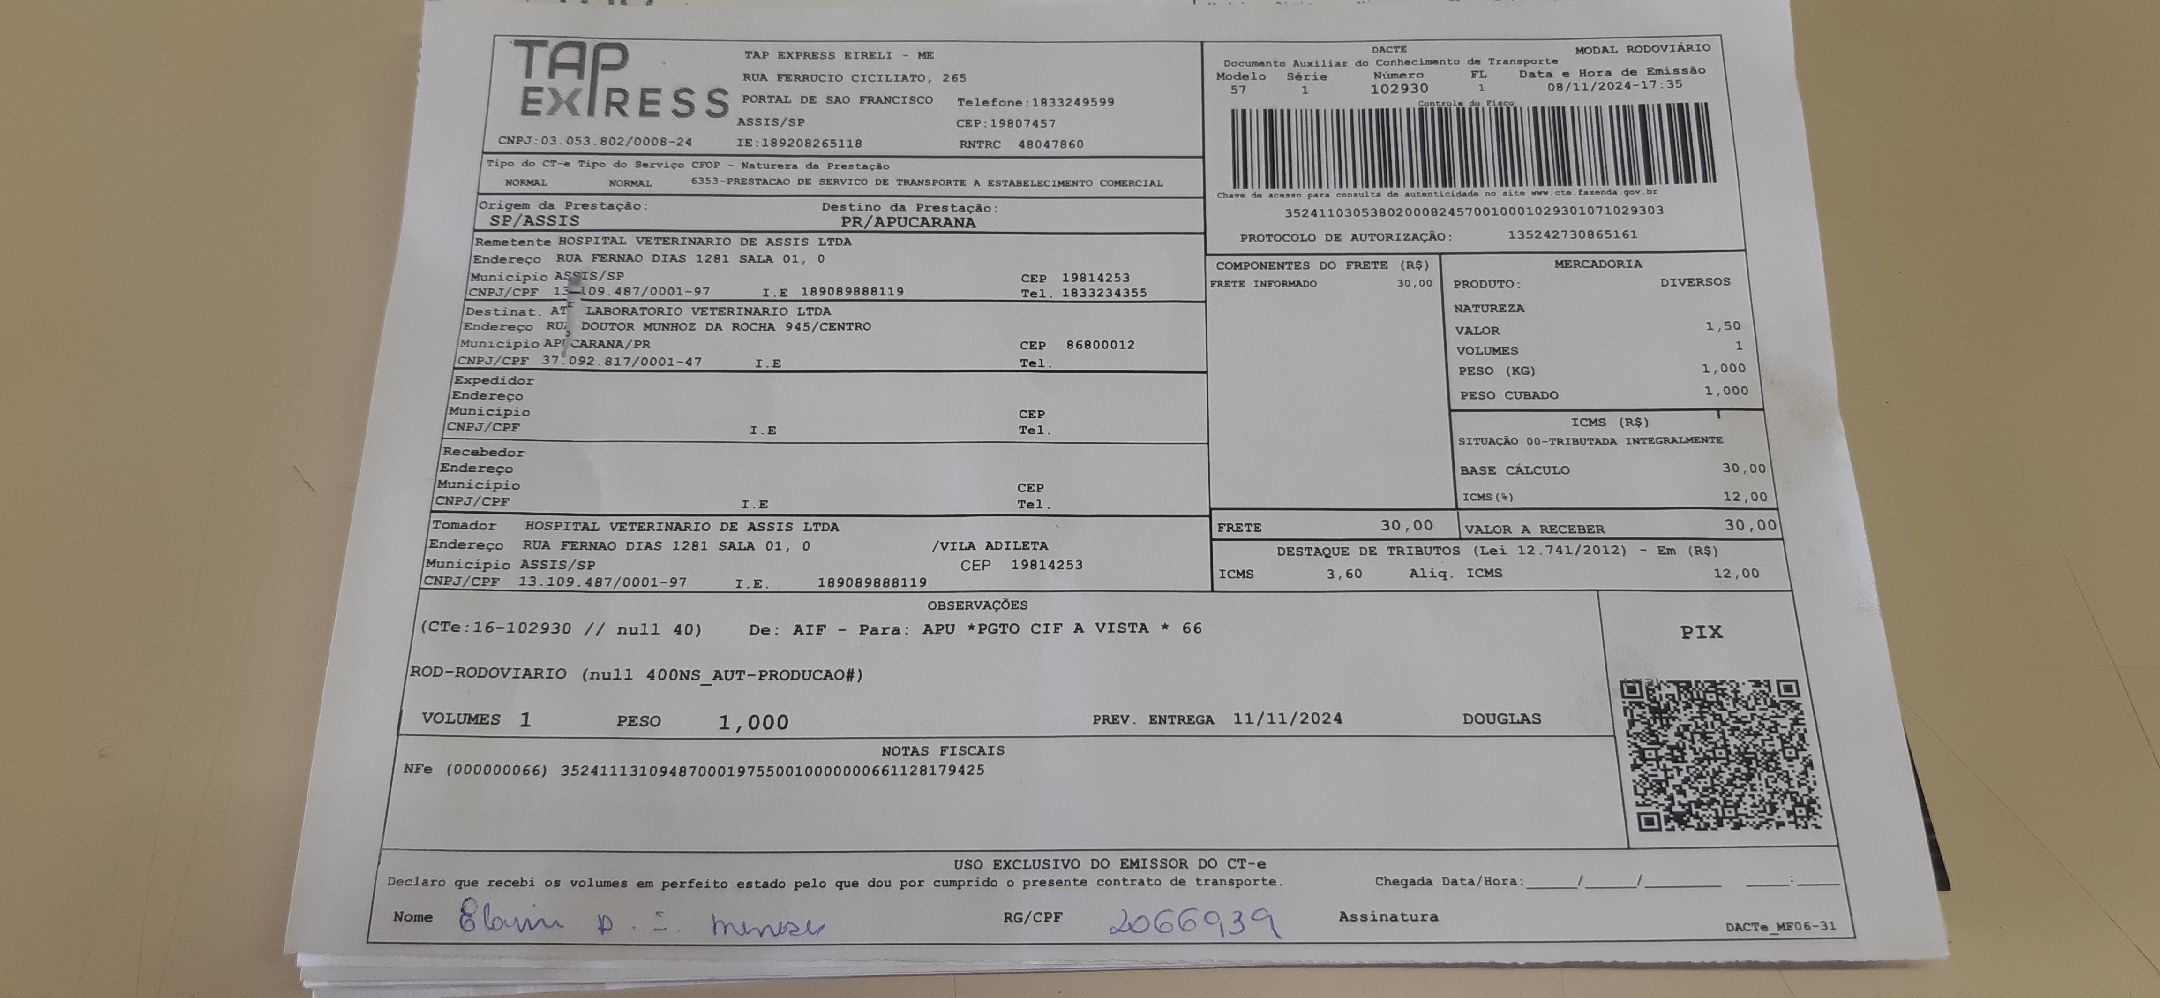 TAP EXPRESS
TAP EXPRESS EIRELI - ME
RUA FERRUCIO CICILIATO, 265
PORTAL DE SAO FRANCISCO Telefone:1833249599
ASSIS/SP CEP:19807457
CNPJ:03.053.802/0008-24 IE:189208265118 RNTRC 48047860
DACTE MODAL RODOVIÁRIO
Documento Auxiliar do Conhecimento de Transporte
Modelo Série Número FL Data e Hora de Emissão
57 1 102930 1 08/11/2024-17:35
Controle do Fisco
Chave de acesso para consulta de autenticidade no site www.cte.fazenda.gov.br
35241103053802000824570010001029301071029303
PROTOCOLO DE AUTORIZAÇÃO: 135242730865161
Tipo do CT-e Tipo do Serviço CFOP - Natureza da Prestação
NORMAL NORMAL 6353-PRESTACAO DE SERVICO DE TRANSPORTE A ESTABELECIMENTO COMERCIAL
Origem da Prestação: Destino da Prestação:
SP/ASSIS PR/APUCARANA
Remetente HOSPITAL VETERINARIO DE ASSIS LTDA
Endereço RUA FERNAO DIAS 1281 SALA 01, 0
Municipio ASSIS/SP CEP 19814253
CNPJ/CPF 13.109.487/0001-97 I.E 189089888119 Tel. 1833234355
Destinat. LABORATORIO VETERINARIO LTDA
Endereço RUA DOUTOR MUNHOZ DA ROCHA 945/CENTRO
Município APUCARANA/PR CEP 86800012
CNPJ/CPF 37.092.817/0001-47 I.E Tel.
Expedidor
Endereço
Município CEP
CNPJ/CPF I.E Tel.
Recebedor
Endereço
Município CEP
CNPJ/CPF I.E Tel.
Tomador HOSPITAL VETERINARIO DE ASSIS LTDA
Endereço RUA FERNAO DIAS 1281 SALA 01, 0 /VILA ADILETA
Municipio ASSIS/SP CEP 19814253
CNPJ/CPF 13.109.487/0001-97 I.E. 189089888119
COMPONENTES DO FRETE (R$)
FRETE INFORMADO 30,00
MERCADORIA
PRODUTO: DIVERSOS
NATUREZA
VALOR 1,50
VOLUMES 1
PESO (KG) 1,000
PESO CUBADO 1,000
ICMS (R$)
SITUAÇÃO 00-TRIBUTADA INTEGRALMENTE
BASE CÁLCULO 30,00
ICMS(%) 12,00
FRETE 30,00 VALOR A RECEBER 30,00
DESTAQUE DE TRIBUTOS (Lei 12.741/2012) - Em (R$)
ICMS 3,60 Aliq. ICMS 12,00
OBSERVAÇÕES
(CTe:16-102930 // null 40) De: AIF - Para: APU *PGTO CIF A VISTA * 66
ROD-RODOVIARIO (null 400NS_AUT-PRODUCAO#)
PIX
VOLUMES 1 PESO 1,000 PREV. ENTREGA 11/11/2024 DOUGLAS
NOTAS FISCAIS
NFe (000000066) 35241113109487000197550010000000661128179425
USO EXCLUSIVO DO EMISSOR DO CT-e
Declaro que recebi os volumes em perfeito estado pelo que dou por cumprido o presente contrato de transporte. Chegada Data/Hora:_____/_____/_______ ____:____
Nome RG/CPF 2066939 Assinatura
DACTe_MF06-31